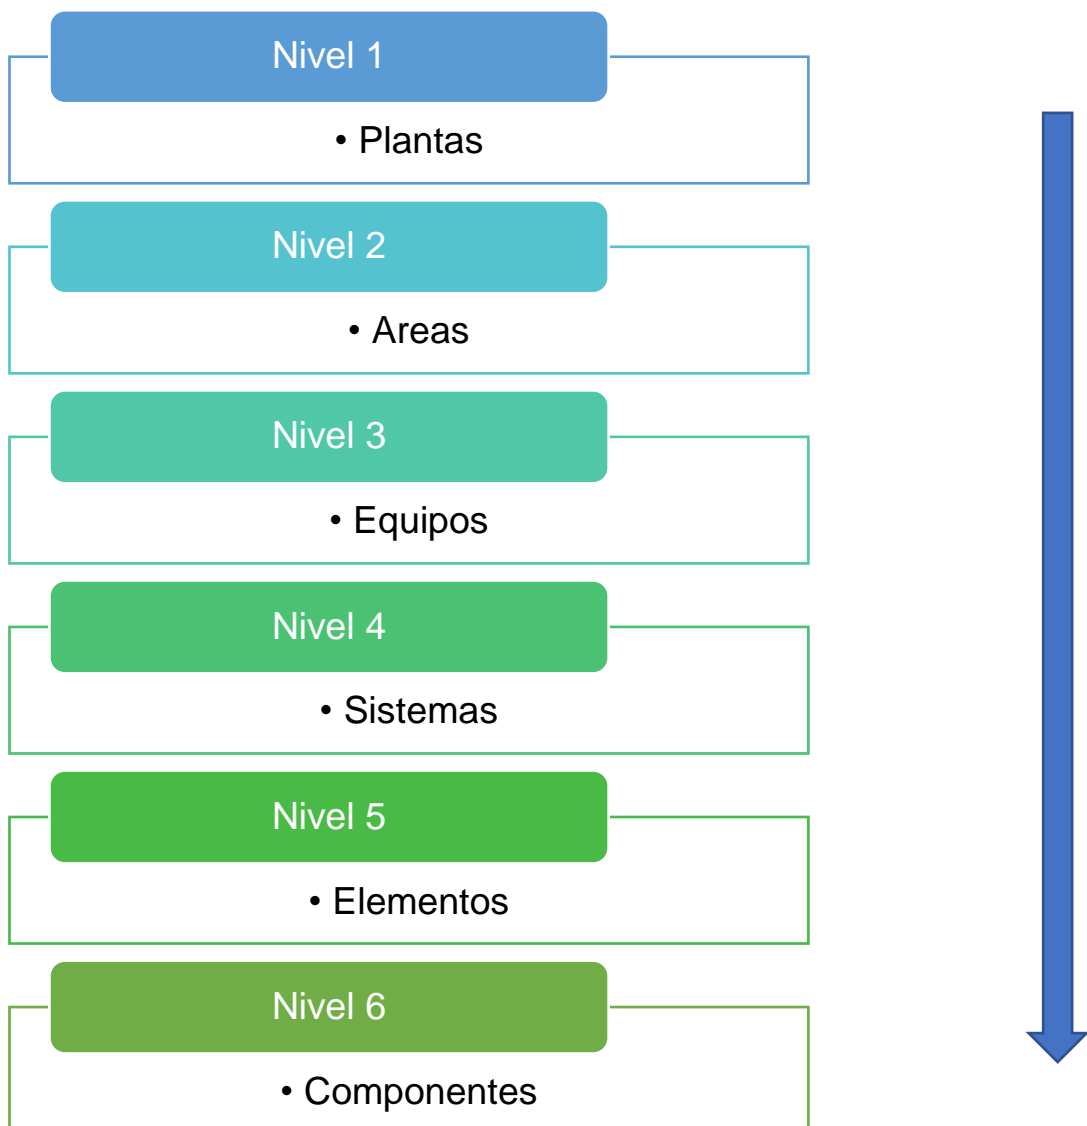 Nivel 1
• Plantas
Nivel 2
• Areas
Nivel 3
• Equipos
Nivel 4
• Sistemas
Nivel 5
• Elementos
Nivel 6
• Componentes